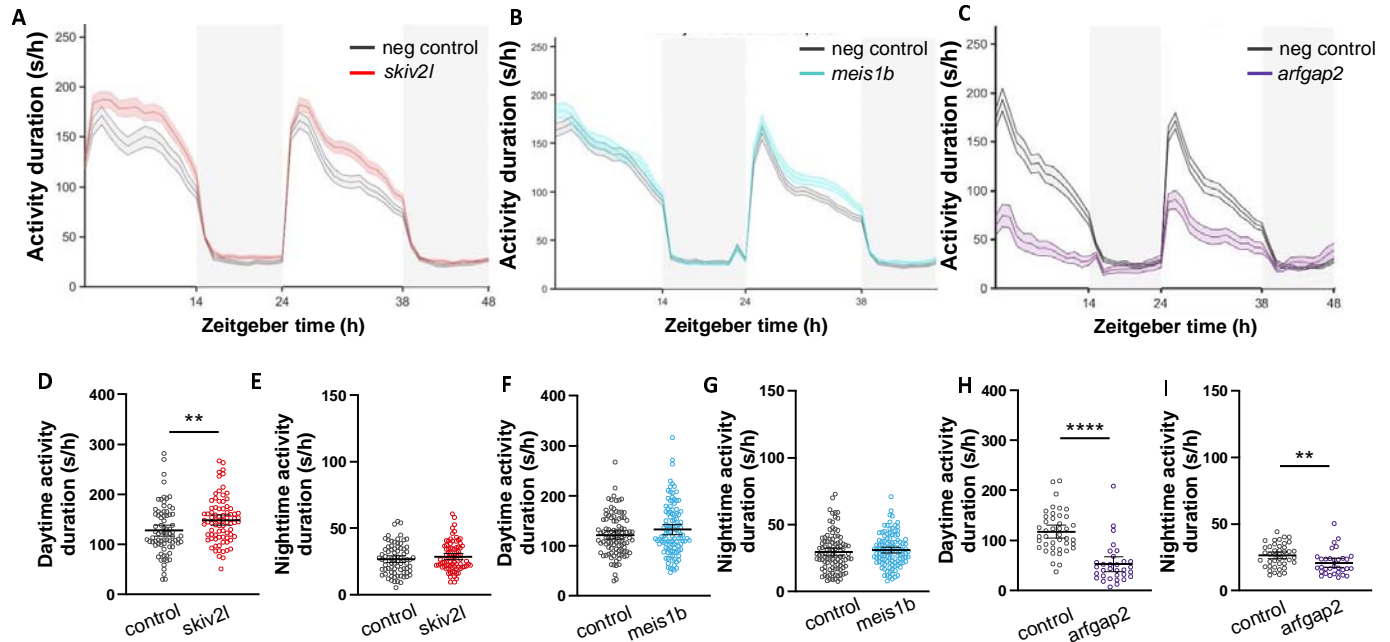 A
Activity duration (s/h)
250
200
150
100
50
0
neg control
skiv2l
14
24
38
48
Zeitgeber time (h)
B
Activity duration (s/h)
250
200
150
100
50
0
neg control
meis1b
14
24
38
48
Zeitgeber time (h)
C
Activity duration (s/h)
250
200
150
100
50
0
neg control
arfgap2
14
24
38
48
Zeitgeber time (h)
D
Daytime activity
duration (s/h)
400
300
200
100
0
**
control
skiv2l
E
Nighttime activity
duration (s/h)
150
100
50
0
control
skiv2l
F
Daytime activity
duration (s/h)
400
300
200
100
0
control
meis1b
G
Nighttime activity
duration (s/h)
150
100
50
0
control
meis1b
H
Daytime activity
duration (s/h)
400
300
200
100
0
****
control
arfgap2
I
Nighttime activity
duration (s/h)
150
100
50
0
**
control
arfgap2